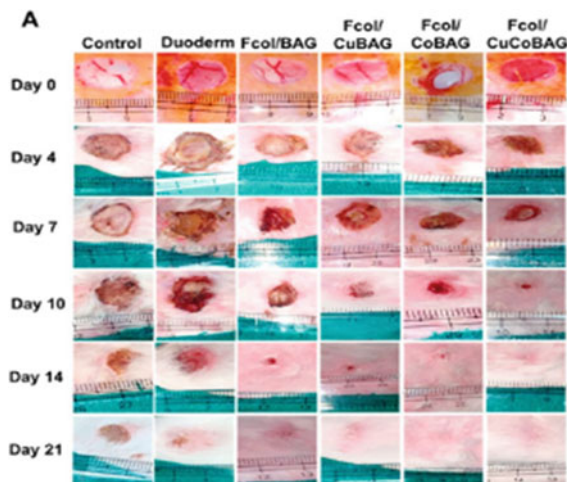 A
Control Duoderm Fcol/BAG Fcol/ CuBAG Fcol/ CoBAG Fcol/ CuCoBAG
Day 0
Day 4
Day 7
Day 10
Day 14
Day 21